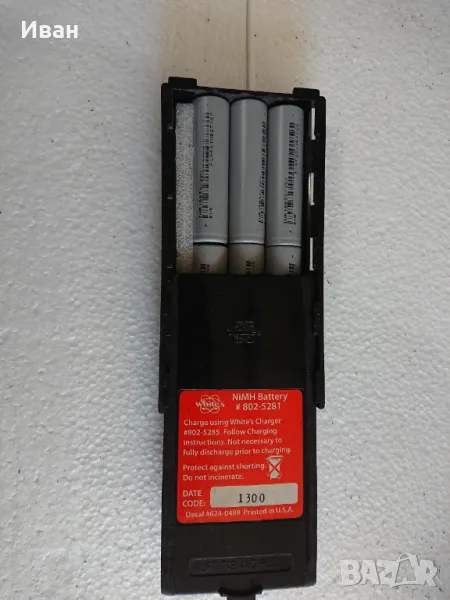 Иван
White's
NiMH Battery
# 802-5281
Charge using White's Charger
#802-5285. Follow Charging
instructions. Not necessary to
fully discharge prior to charging.
Protect against shorting.
Do not incinerate.
DATE
CODE: 1300
Decal #624-0489 Printed in U.S.A.
bazar